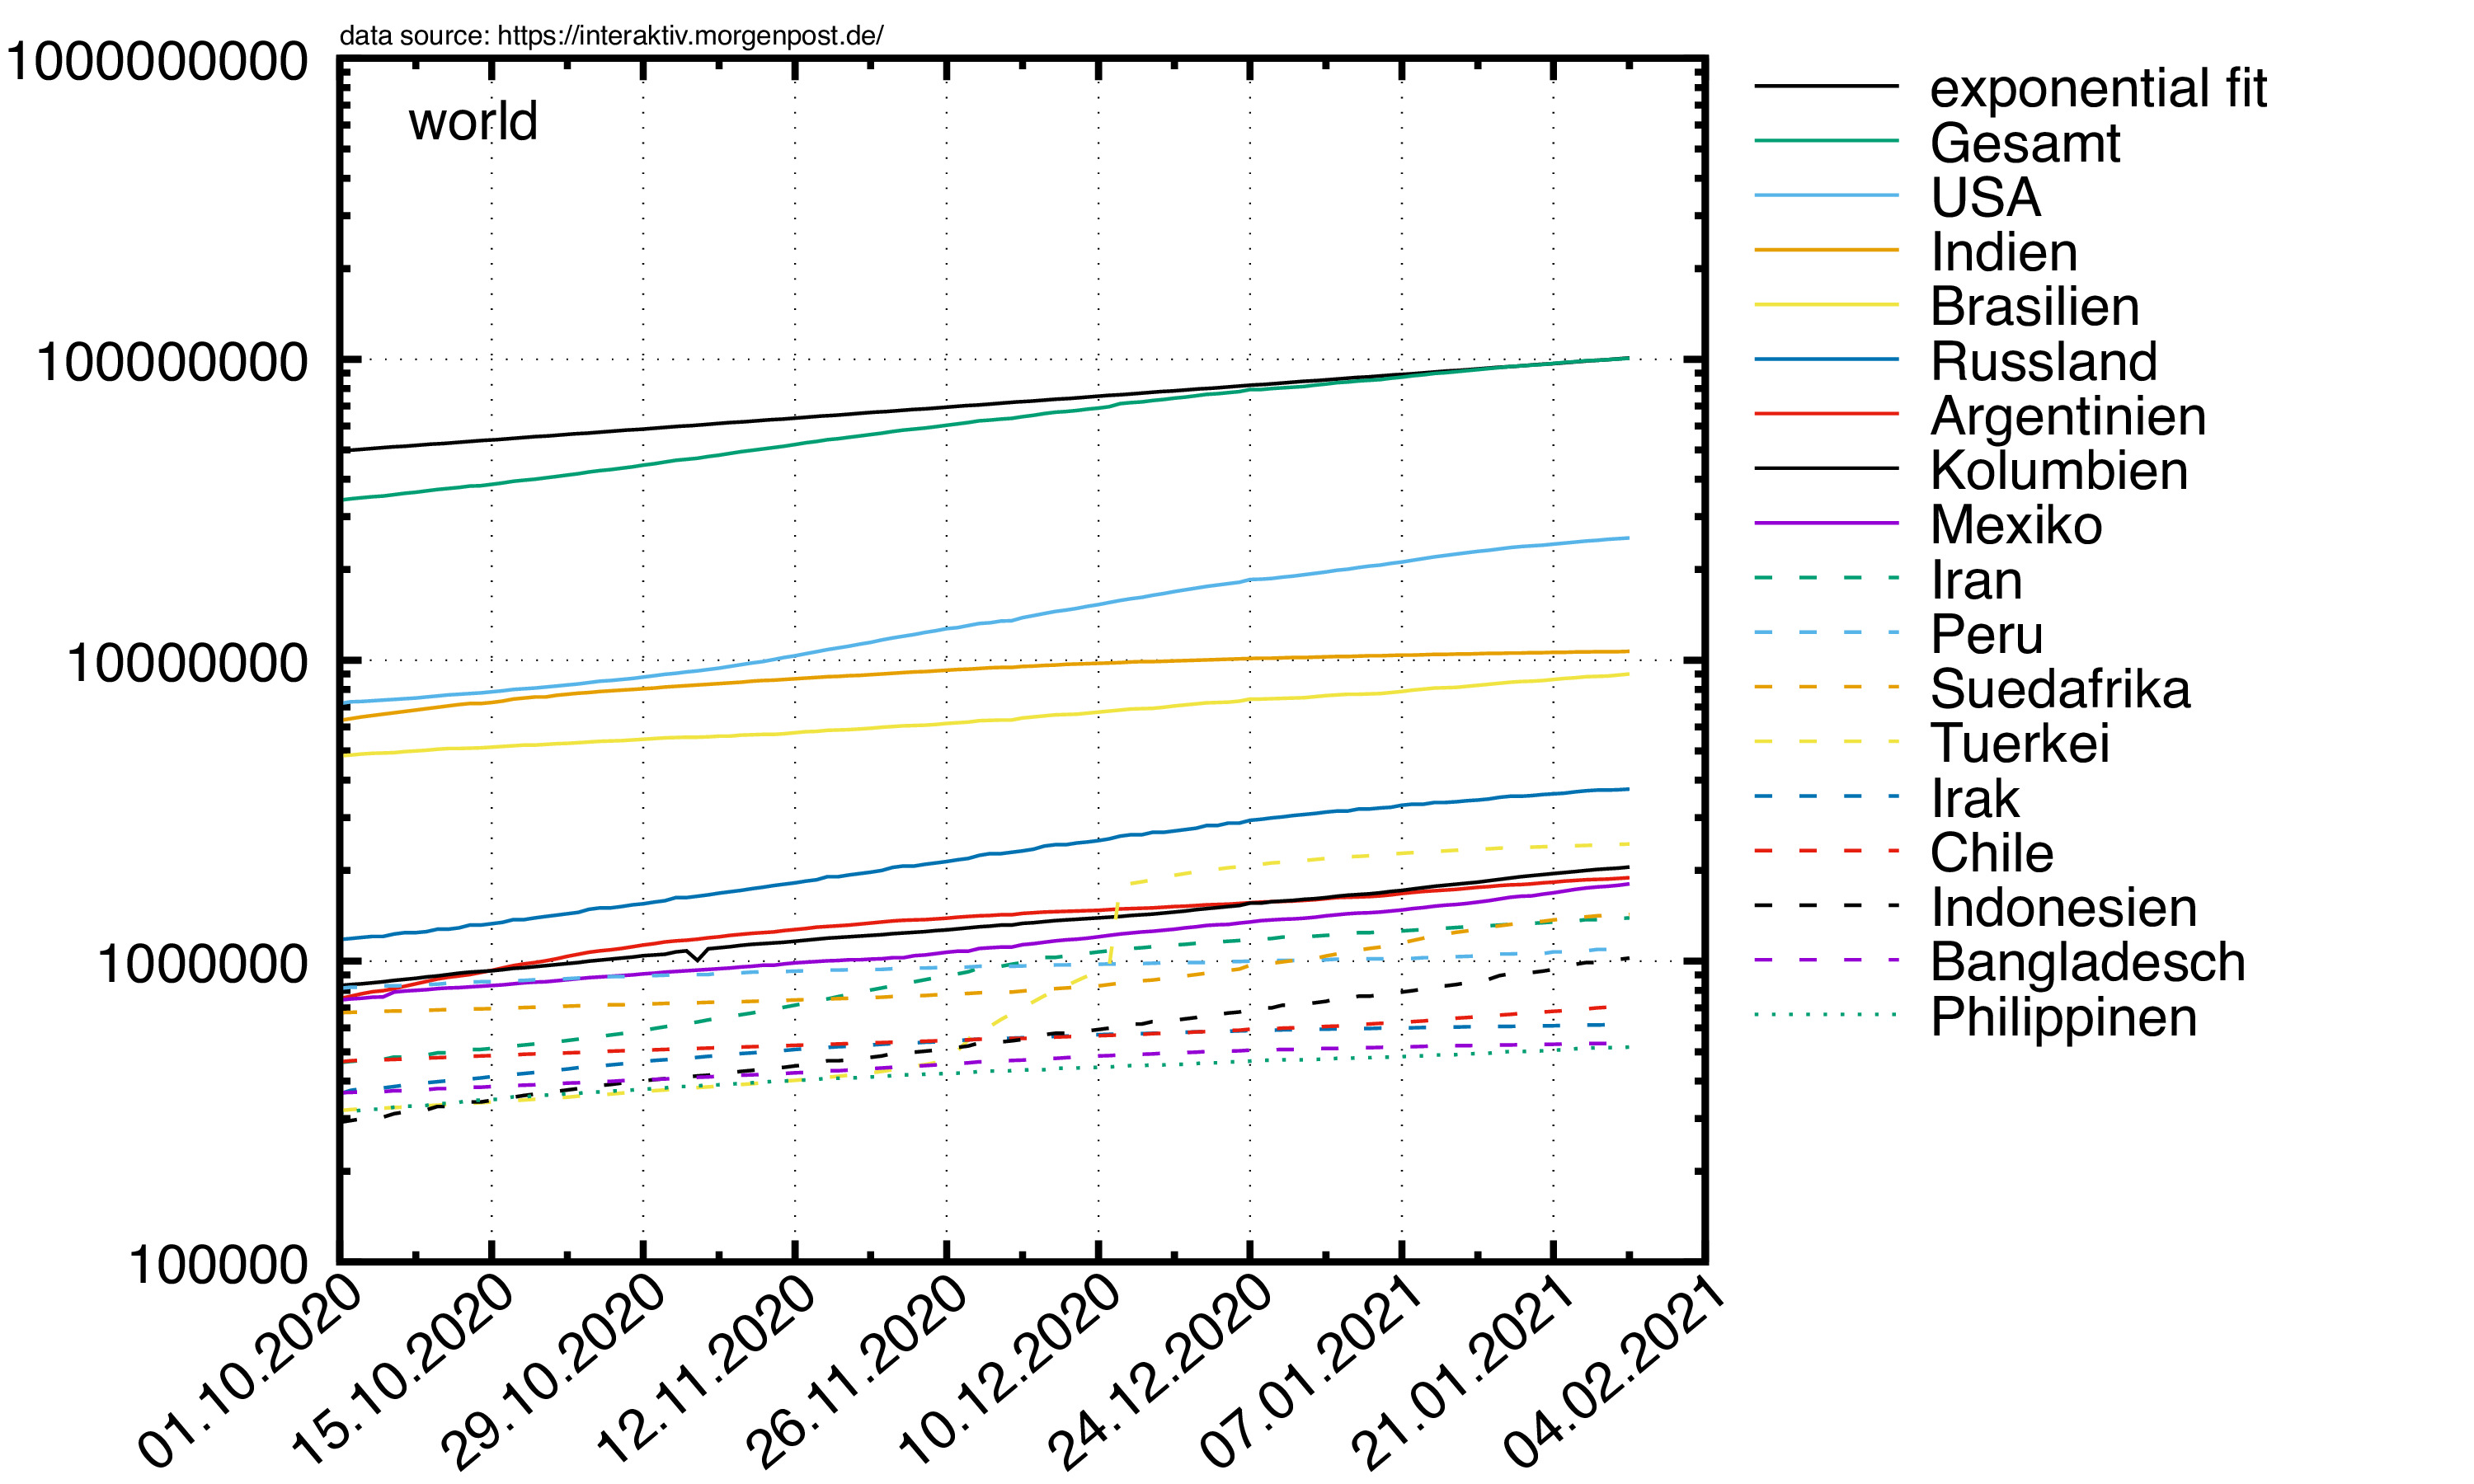 data source: https://interaktiv.morgenpost.de/
world
1000000000
100000000
10000000
1000000
100000
01.10.2020
15.10.2020
29.10.2020
12.11.2020
26.11.2020
10.12.2020
24.12.2020
07.01.2021
21.01.2021
04.02.2021
exponential fit
Gesamt
USA
Indien
Brasilien
Russland
Argentinien
Kolumbien
Mexiko
Iran
Peru
Suedafrika
Tuerkei
Irak
Chile
Indonesien
Bangladesch
Philippinen